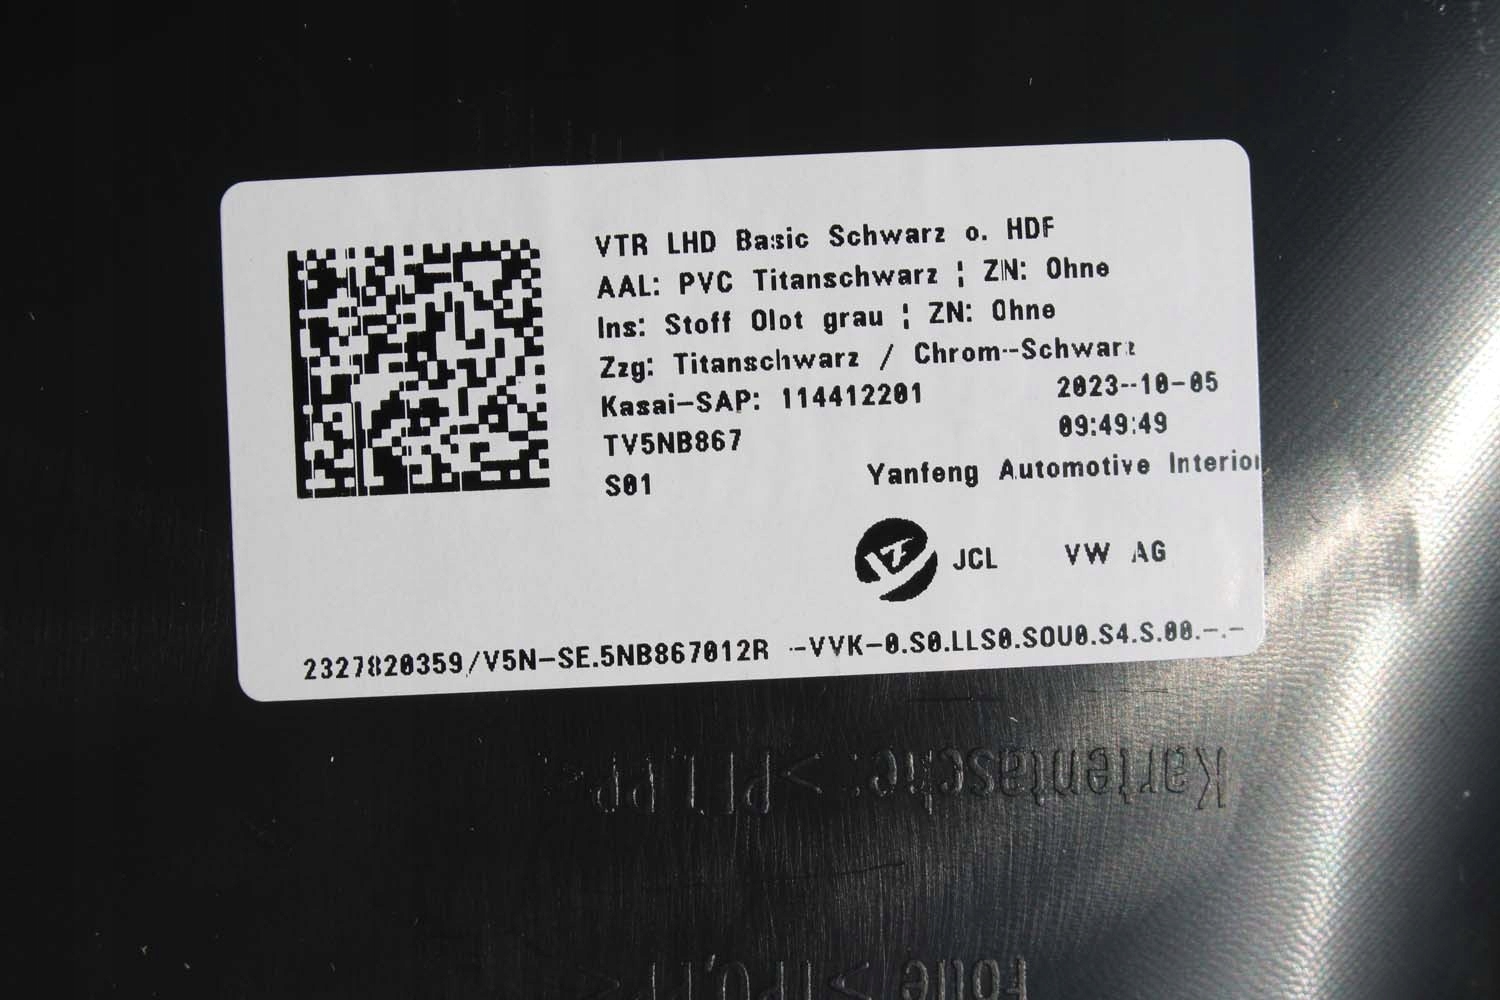 VTR LHD Basic Schwarz o. HDF
AAL: PVC Titanschwarz ¦ ZN: Ohne
Ins: Stoff Olot grau ¦ ZN: Ohne
Zzg: Titanschwarz / Chrom-Schwarz
Kasai-SAP: 114412201 2023-10-05
TV5NB867 09:49:49
S01 Yanfeng Automotive Interior
JCL VW AG
2327820359/V5N-SE.5NB867012R --VVK-0.S0.LLS0.SOU0.S4.S.00.-.-
Kartentasche:
Folie